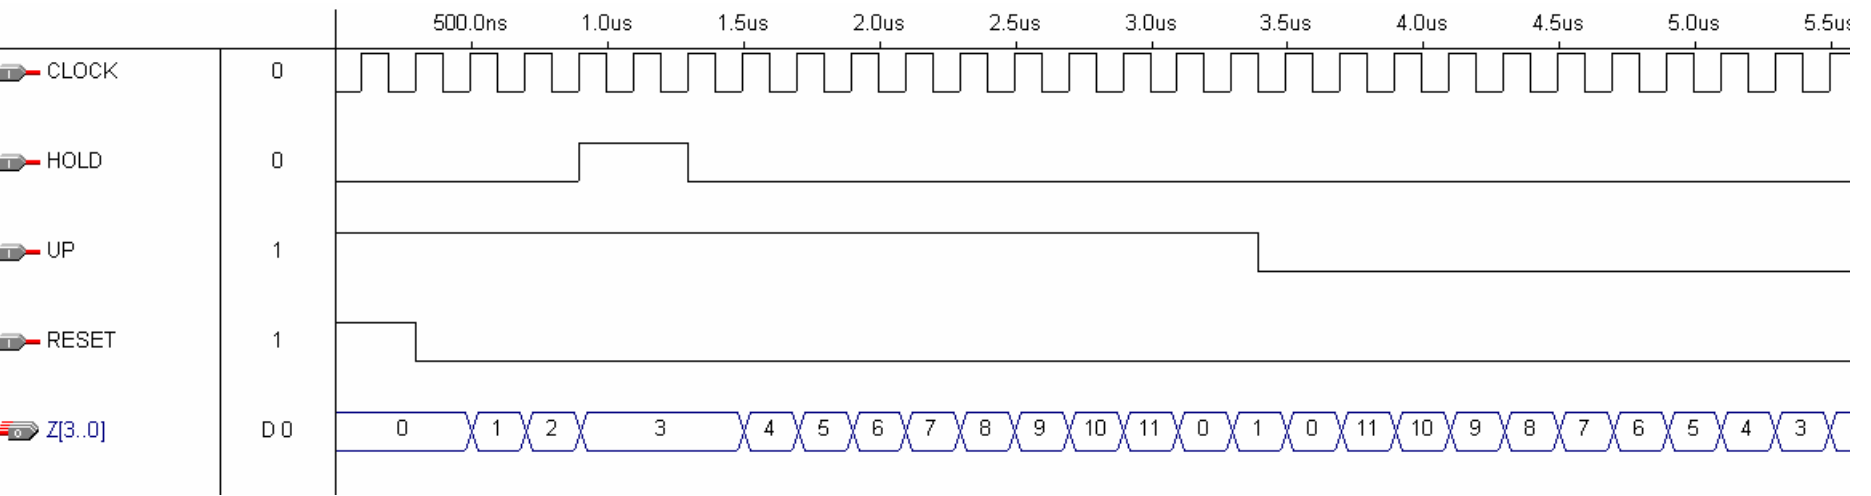 500.0ns 1.0us 1.5us 2.0us 2.5us 3.0us 3.5us 4.0us 4.5us 5.0us 5.5us
CLOCK 0
HOLD 0
UP 1
RESET 1
Z[3..0] D 0 0 1 2 3 4 5 6 7 8 9 10 11 0 1 0 11 10 9 8 7 6 5 4 3